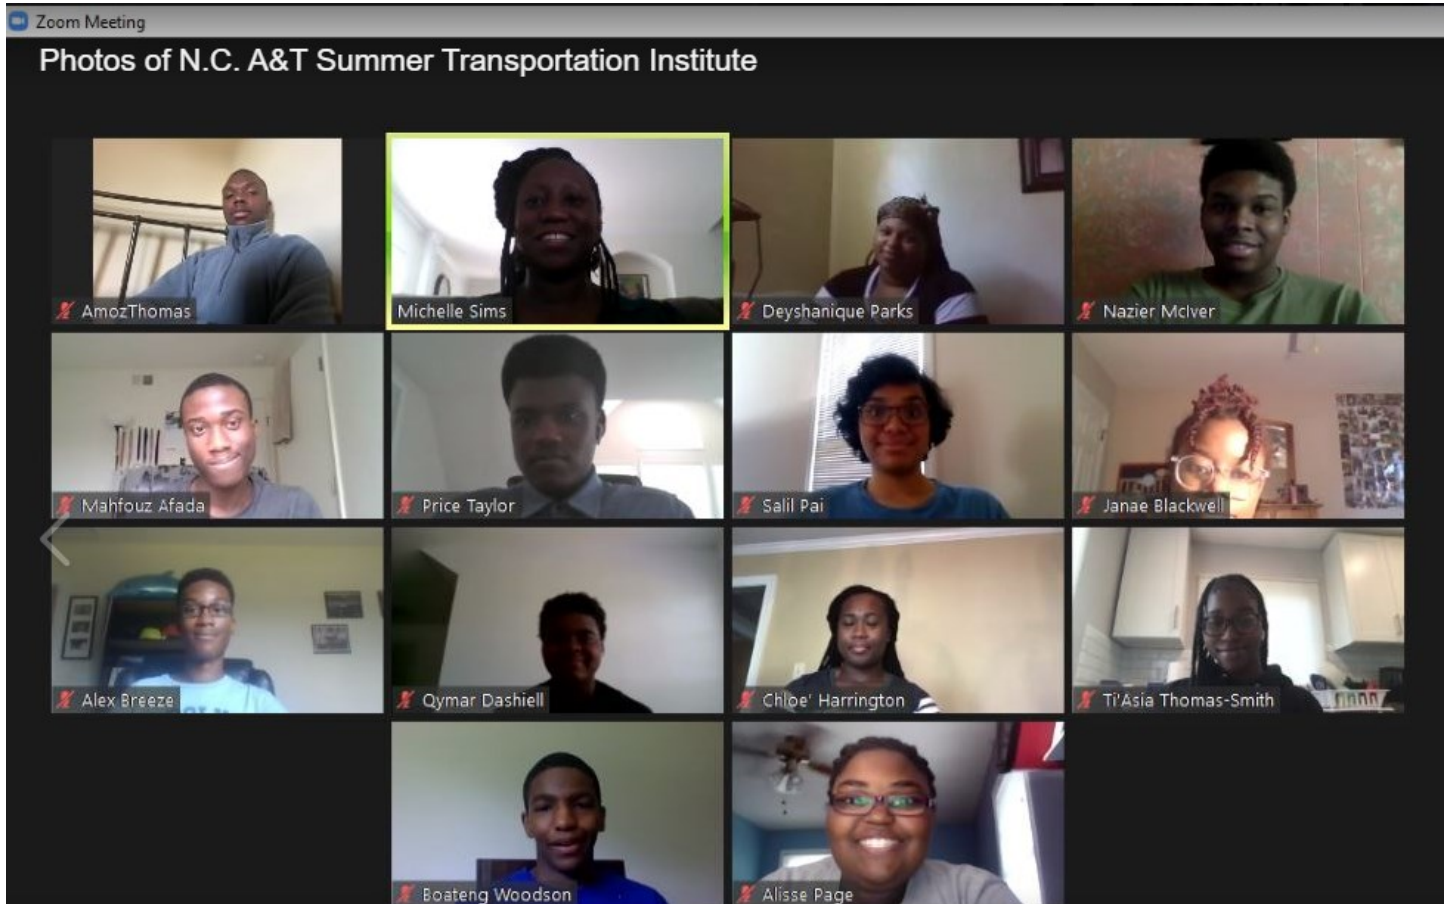 Zoom Meeting
Photos of N.C. A&T Summer Transportation Institute
AmozThomas
Michelle Sims
Deyshanique Parks
Nazier McIver
Mahfouz Afada
Price Taylor
Salil Pai
Janae Blackwell
Alex Breeze
Qymar Dashiell
Chloe' Harrington
Ti'Asia Thomas-Smith
Boateng Woodson
Alisse Page